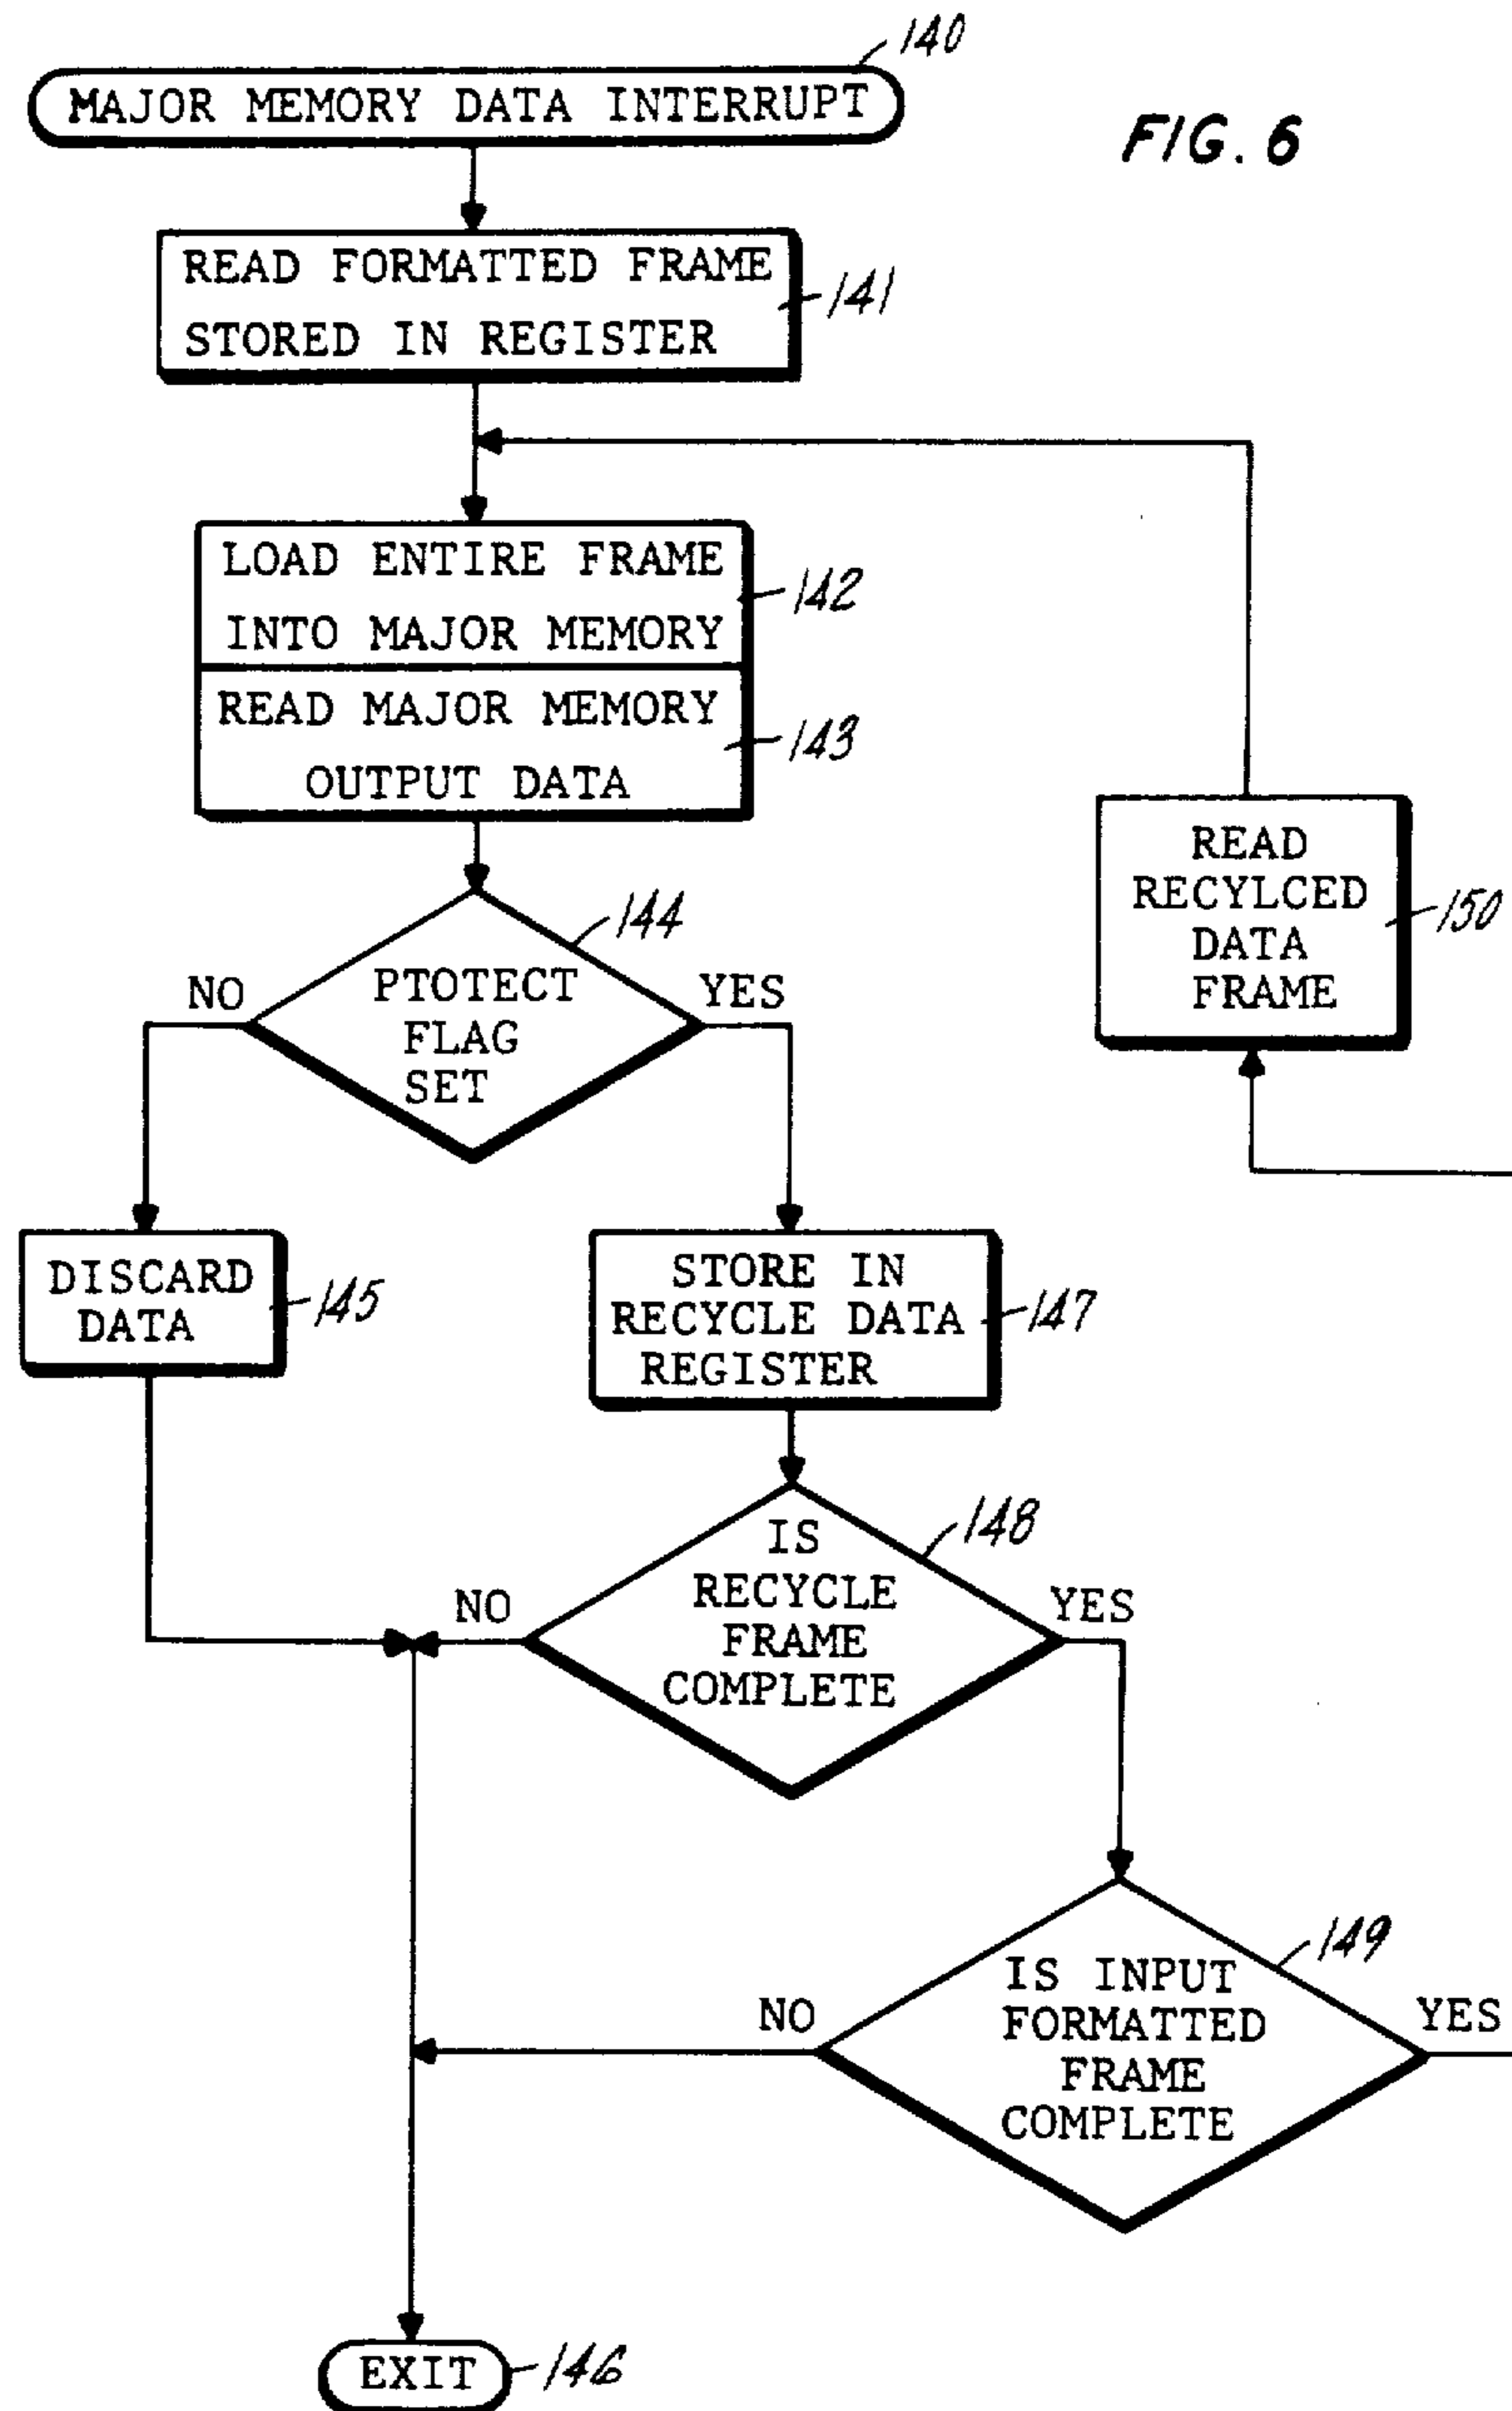 140
MAJOR MEMORY DATA INTERRUPT
FIG. 6
READ FORMATTED FRAME
STORED IN REGISTER
141
LOAD ENTIRE FRAME
INTO MAJOR MEMORY
142
READ MAJOR MEMORY
OUTPUT DATA
143
READ
RECYLCED
DATA
FRAME
150
144
NO
PTOTECT
FLAG
SET
YES
DISCARD
DATA
145
STORE IN
RECYCLE DATA
REGISTER
147
148
NO
IS
RECYCLE
FRAME
COMPLETE
YES
149
NO
IS INPUT
FORMATTED
FRAME
COMPLETE
YES
EXIT
146